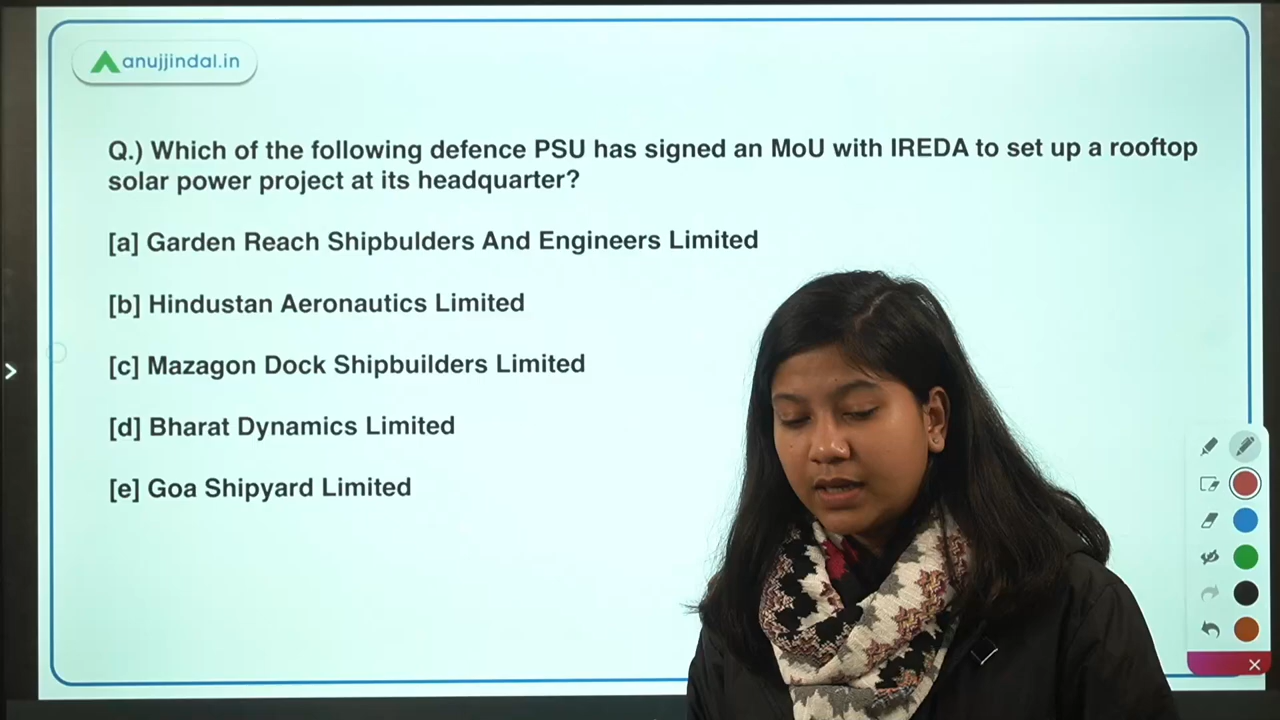 anujjindal.in
Q.) Which of the following defence PSU has signed an MoU with IREDA to set up a rooftop
solar power project at its headquarter?
[a] Garden Reach Shipbulders And Engineers Limited
[b] Hindustan Aeronautics Limited
[c] Mazagon Dock Shipbuilders Limited
[d] Bharat Dynamics Limited
[e] Goa Shipyard Limited